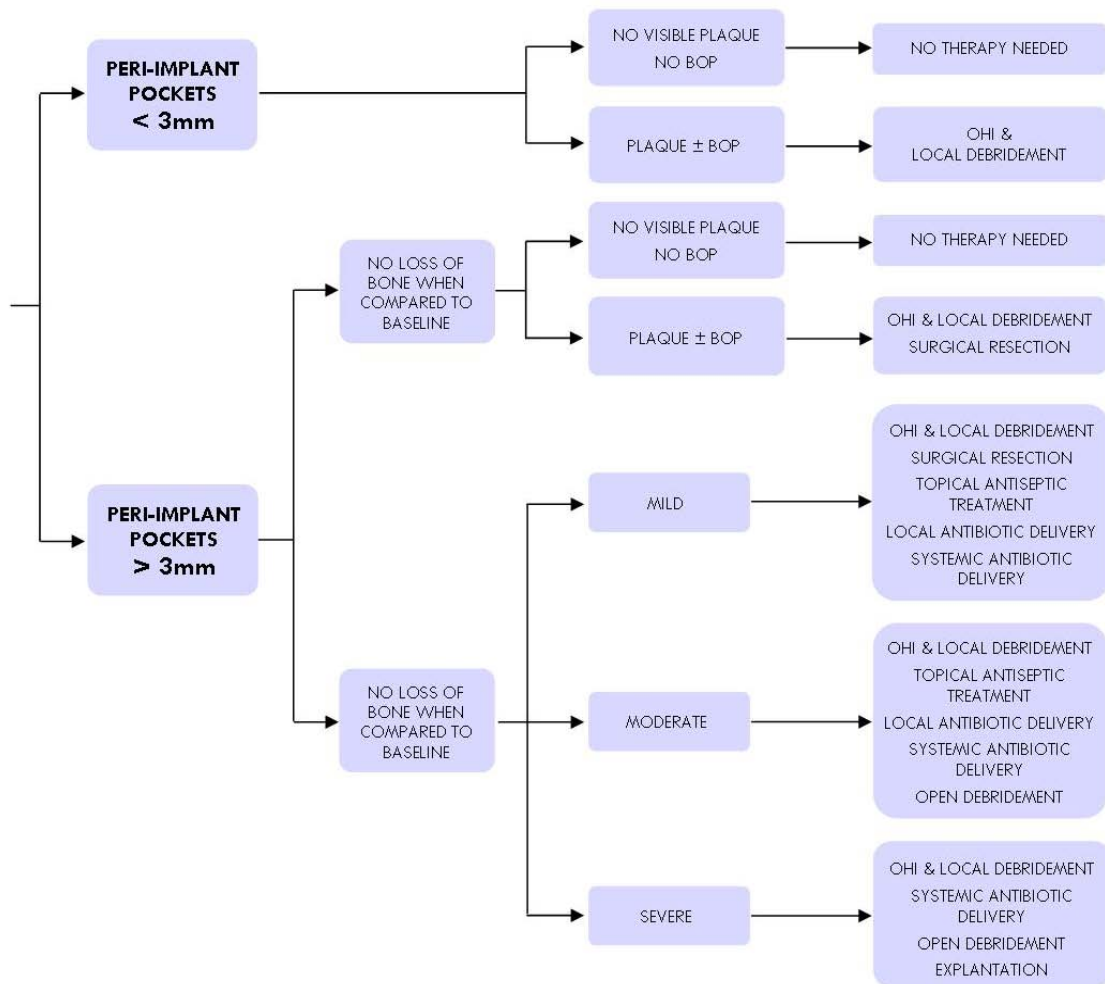 PERI-IMPLANT
POCKETS
< 3mm
NO VISIBLE PLAQUE
NO BOP
NO THERAPY NEEDED
PLAQUE ± BOP
OHI &
LOCAL DEBRIDEMENT
PERI-IMPLANT
POCKETS
> 3mm
NO LOSS OF
BONE WHEN
COMPARED TO
BASELINE
NO VISIBLE PLAQUE
NO BOP
NO THERAPY NEEDED
PLAQUE ± BOP
OHI & LOCAL DEBRIDEMENT
SURGICAL RESECTION
NO LOSS OF
BONE WHEN
COMPARED TO
BASELINE
MILD
OHI & LOCAL DEBRIDEMENT
SURGICAL RESECTION
TOPICAL ANTISEPTIC
TREATMENT
LOCAL ANTIBIOTIC DELIVERY
SYSTEMIC ANTIBIOTIC
DELIVERY
MODERATE
OHI & LOCAL DEBRIDEMENT
TOPICAL ANTISEPTIC
TREATMENT
LOCAL ANTIBIOTIC DELIVERY
SYSTEMIC ANTIBIOTIC
DELIVERY
OPEN DEBRIDEMENT
SEVERE
OHI & LOCAL DEBRIDEMENT
SYSTEMIC ANTIBIOTIC
DELIVERY
OPEN DEBRIDEMENT
EXPLANTATION